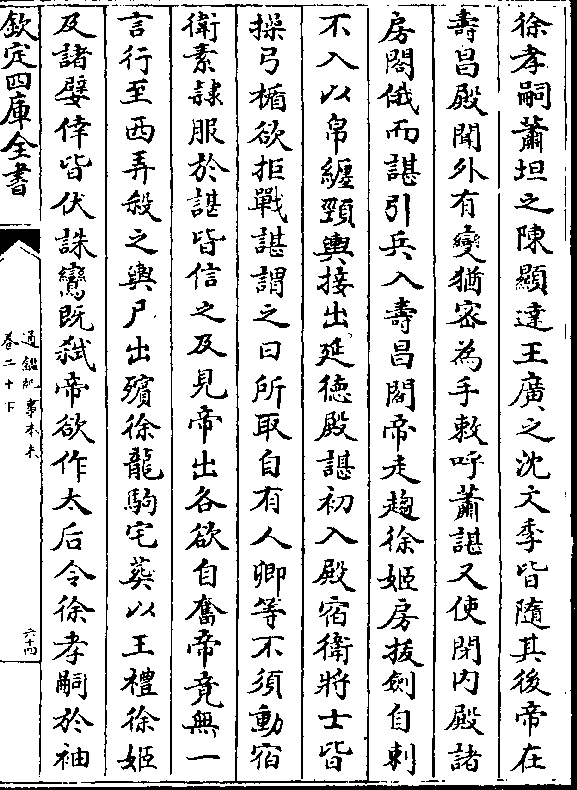 徐孝嗣蕭坦之陳顯達王廣之沈文季皆隨其後帝在
壽昌殿聞外有變猶密為手敕呼蕭諶又使閉內殿諸
房閤俄而諶引兵入壽昌閤帝走趨徐姬房拔劍自刺
不入以帛纒頸輿接出延德殿諶初入殿宿衛將士皆
操弓楯欲拒戰諶謂之曰所取自有人卿等不須動宿
衛素隸服於諶皆信之及見帝出各欲自奮帝竟無一
言行至西弄殺之輿尸出殯徐龍駒宅葬以王禮徐姬
及諸嬖倖皆伏誅鸞既弑帝欲作太后令徐孝嗣於袖
欽定四庫全書
通鑑紀事本末
卷二十下
六十四